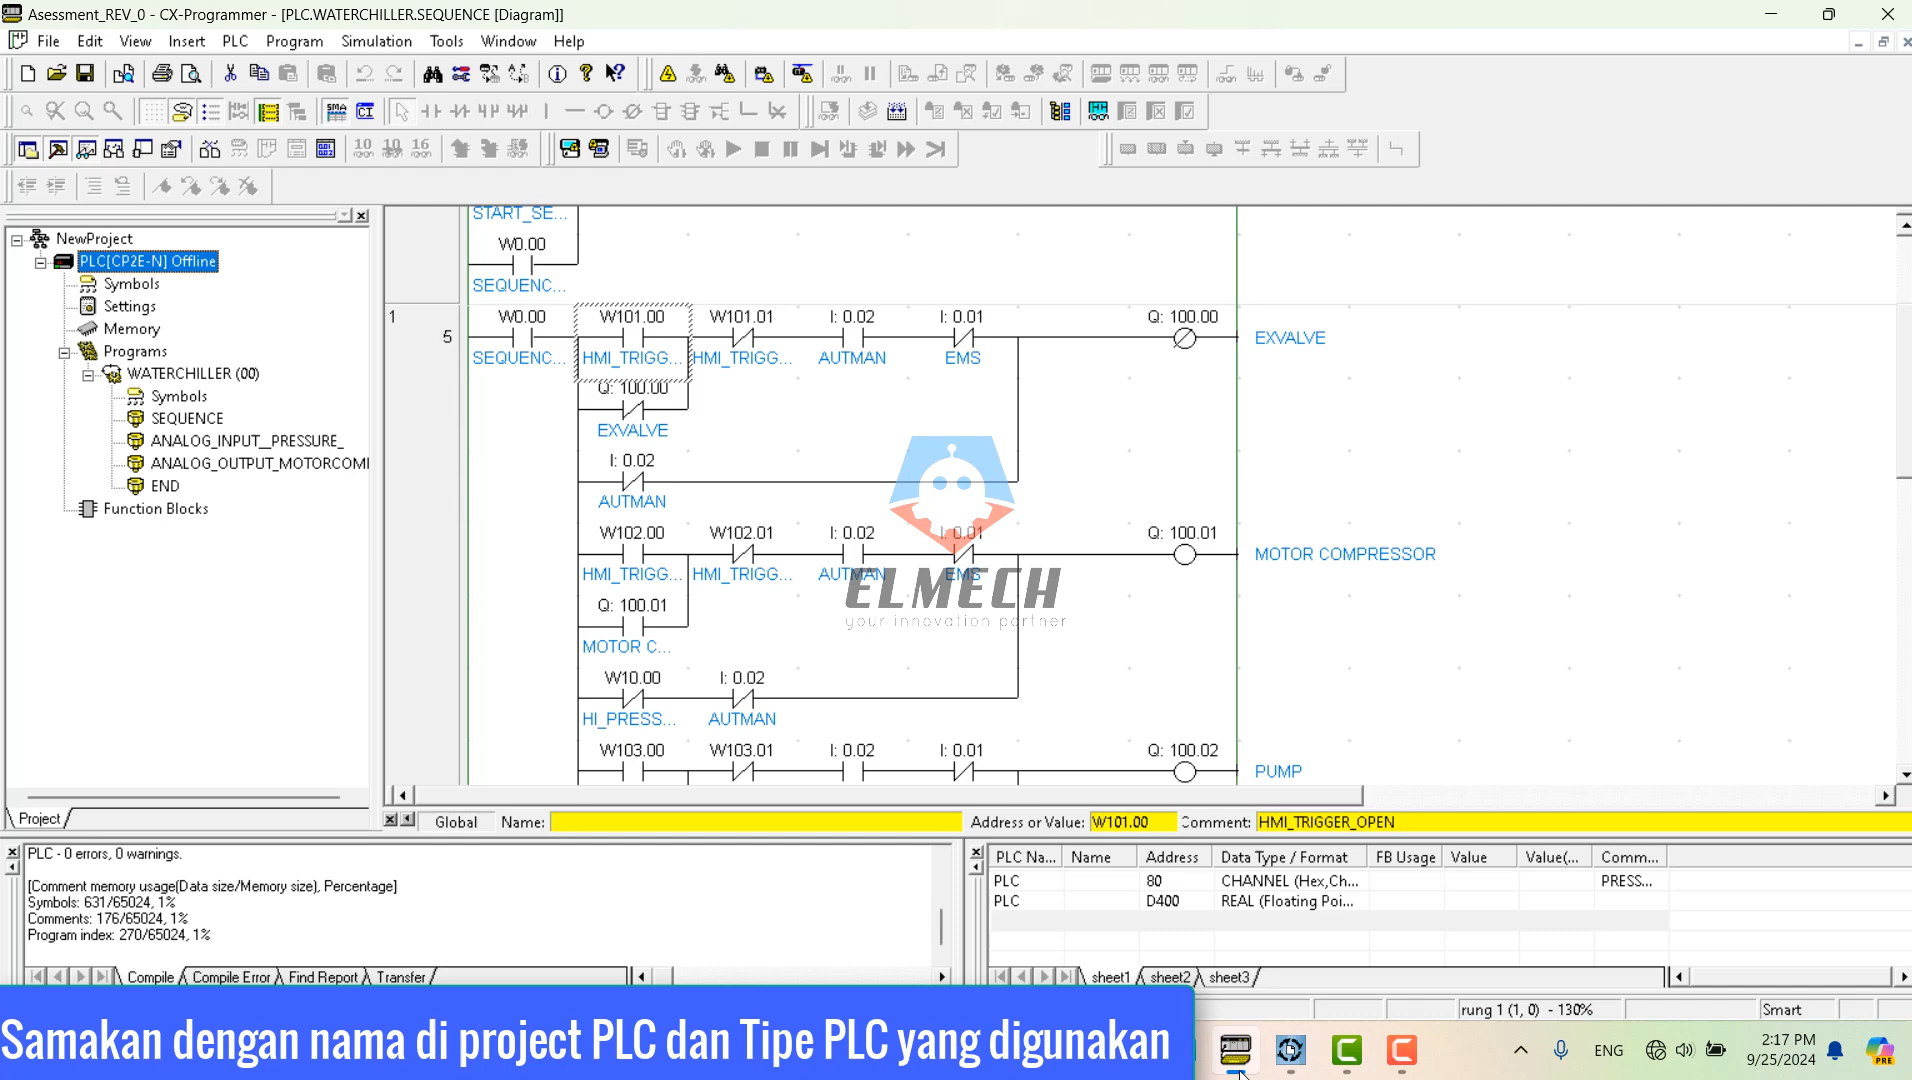 Asessment_REV_0 - CX-Programmer - [PLC.WATERCHILLER.SEQUENCE [Diagram]]
File Edit View Insert PLC Program Simulation Tools Window Help
SMA CI
10 10 16
NewProject
PLC[CP2E-N] Offline
Symbols
Settings
Memory
Programs
WATERCHILLER (00)
Symbols
SEQUENCE
ANALOG_INPUT__PRESSURE_
ANALOG_OUTPUT_MOTORCOM
END
Function Blocks
Project
START_SE...
W0.00
SEQUENC...
1
5
W0.00 W101.00 W101.01 I: 0.02 I: 0.01 Q: 100.00
SEQUENC... HMI_TRIGG... HMI_TRIGG... AUTMAN EMS EXVALVE
Q: 100.00
EXVALVE
I: 0.02
AUTMAN
W102.00 W102.01 I: 0.02 I: 0.01 Q: 100.01
HMI_TRIGG... HMI_TRIGG... AUTMAN EMS MOTOR COMPRESSOR
Q: 100.01
MOTOR C...
W10.00 I: 0.02
HI_PRESS... AUTMAN
W103.00 W103.01 I: 0.02 I: 0.01 Q: 100.02
PUMP
ELMECH
your innovation partner
Global Name: Address or Value: W101.00 Comment: HMI_TRIGGER_OPEN
PLC - 0 errors, 0 warnings.
[Comment memory usage(Data size/Memory size), Percentage]
Symbols: 631/65024, 1%
Comments: 176/65024, 1%
Program index: 270/65024, 1%
Compile Compile Error Find Report Transfer
PLC Na... Name Address Data Type / Format FB Usage Value Value(... Comm...
PLC 80 CHANNEL (Hex,Ch... PRESS...
PLC D400 REAL (Floating Poi...
sheet1 sheet2 sheet3
rung 1 (1, 0) - 130% Smart
Samakan dengan nama di project PLC dan Tipe PLC yang digunakan
ENG
2:17 PM
9/25/2024
PRE